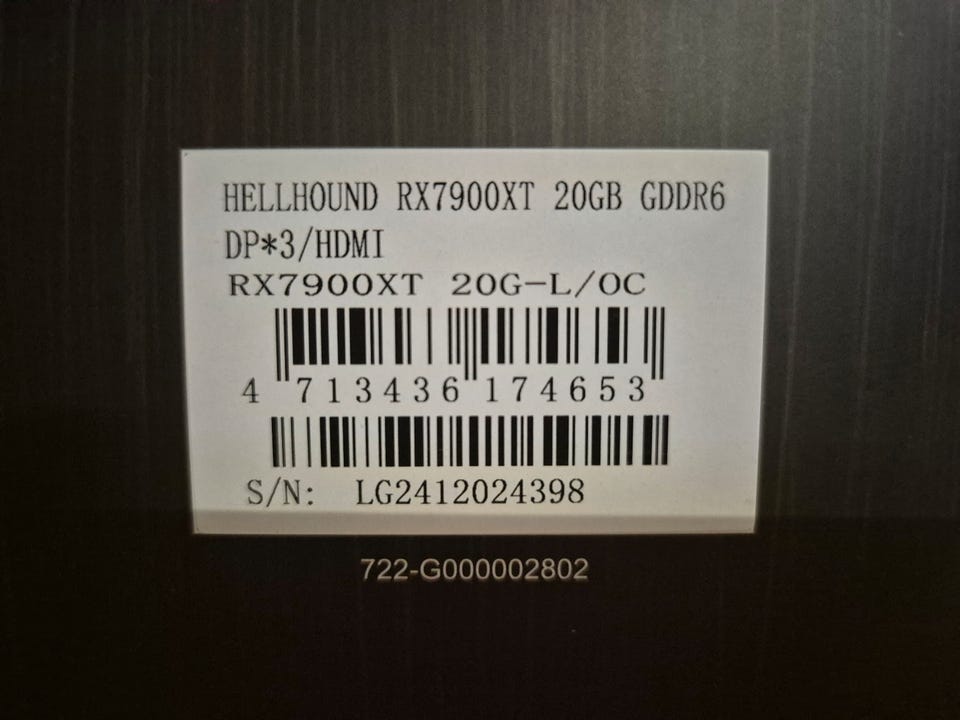 HELLHOUND RX7900XT 20GB GDDR6
DP*3/HDMI
RX7900XT 20G-L/OC
4 713436 174653
S/N: LG2412024398
722-G000002802